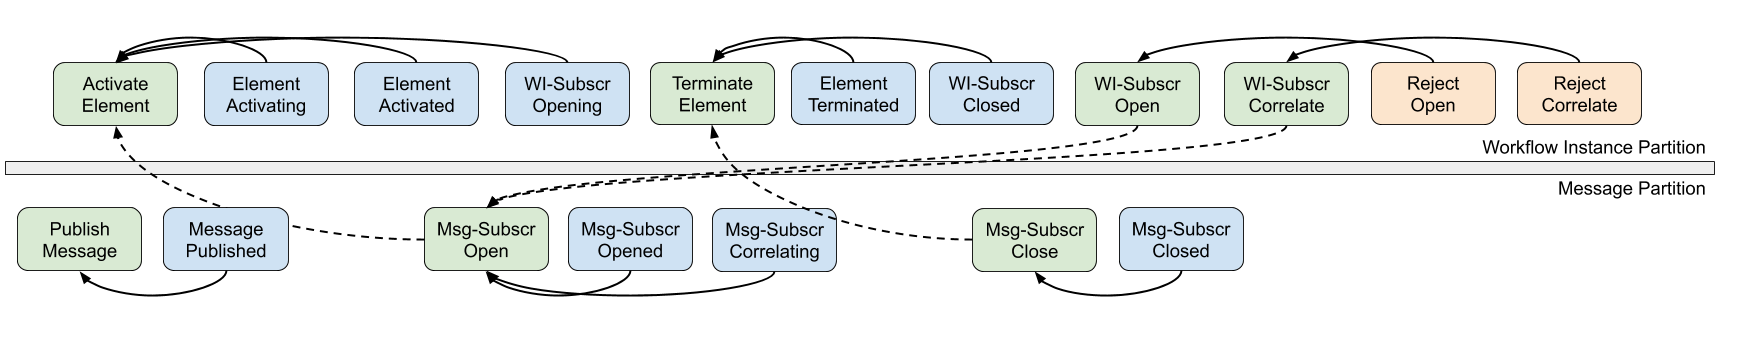 Activate
Element
Element
Activating
Element
Activated
WI-Subscr
Opening
Terminate
Element
Element
Terminated
WI-Subscr
Closed
WI-Subscr
Open
WI-Subscr
Correlate
Reject
Open
Reject
Correlate
Workflow Instance Partition
Message Partition
Publish
Message
Message
Published
Msg-Subscr
Open
Msg-Subscr
Opened
Msg-Subscr
Correlating
Msg-Subscr
Close
Msg-Subscr
Closed